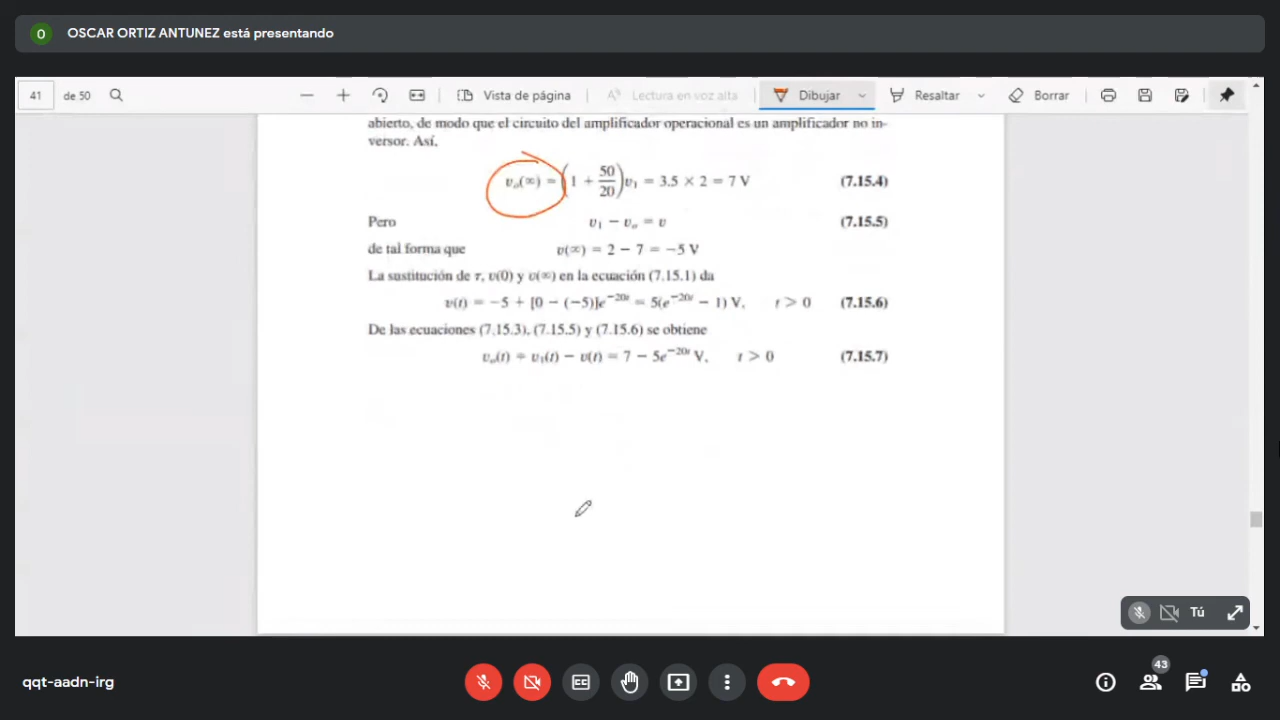 O OSCAR ORTIZ ANTUNEZ está presentando
41 de 50 Vista de página Lectura en voz alta Dibujar Resaltar Borrar
abierto, de modo que el circuito del amplificador operacional es un amplificador no in-
versor. Así,
vₒ(∞) = (1 + 50/20)v₁ = 3.5 × 2 = 7 V (7.15.4)
Pero v₁ − vₒ = v (7.15.5)
de tal forma que v(∞) = 2 − 7 = −5 V
La sustitución de τ, v(0) y v(∞) en la ecuación (7.15.1) da
v(t) = −5 + [0 − (−5)]e⁻²⁰ᵗ = 5(e⁻²⁰ᵗ − 1) V, t > 0 (7.15.6)
De las ecuaciones (7.15.3), (7.15.5) y (7.15.6) se obtiene
vₒ(t) = v₁(t) − v(t) = 7 − 5e⁻²⁰ᵗ V, t > 0 (7.15.7)
Tú
qqt-aadn-irg
CC
43